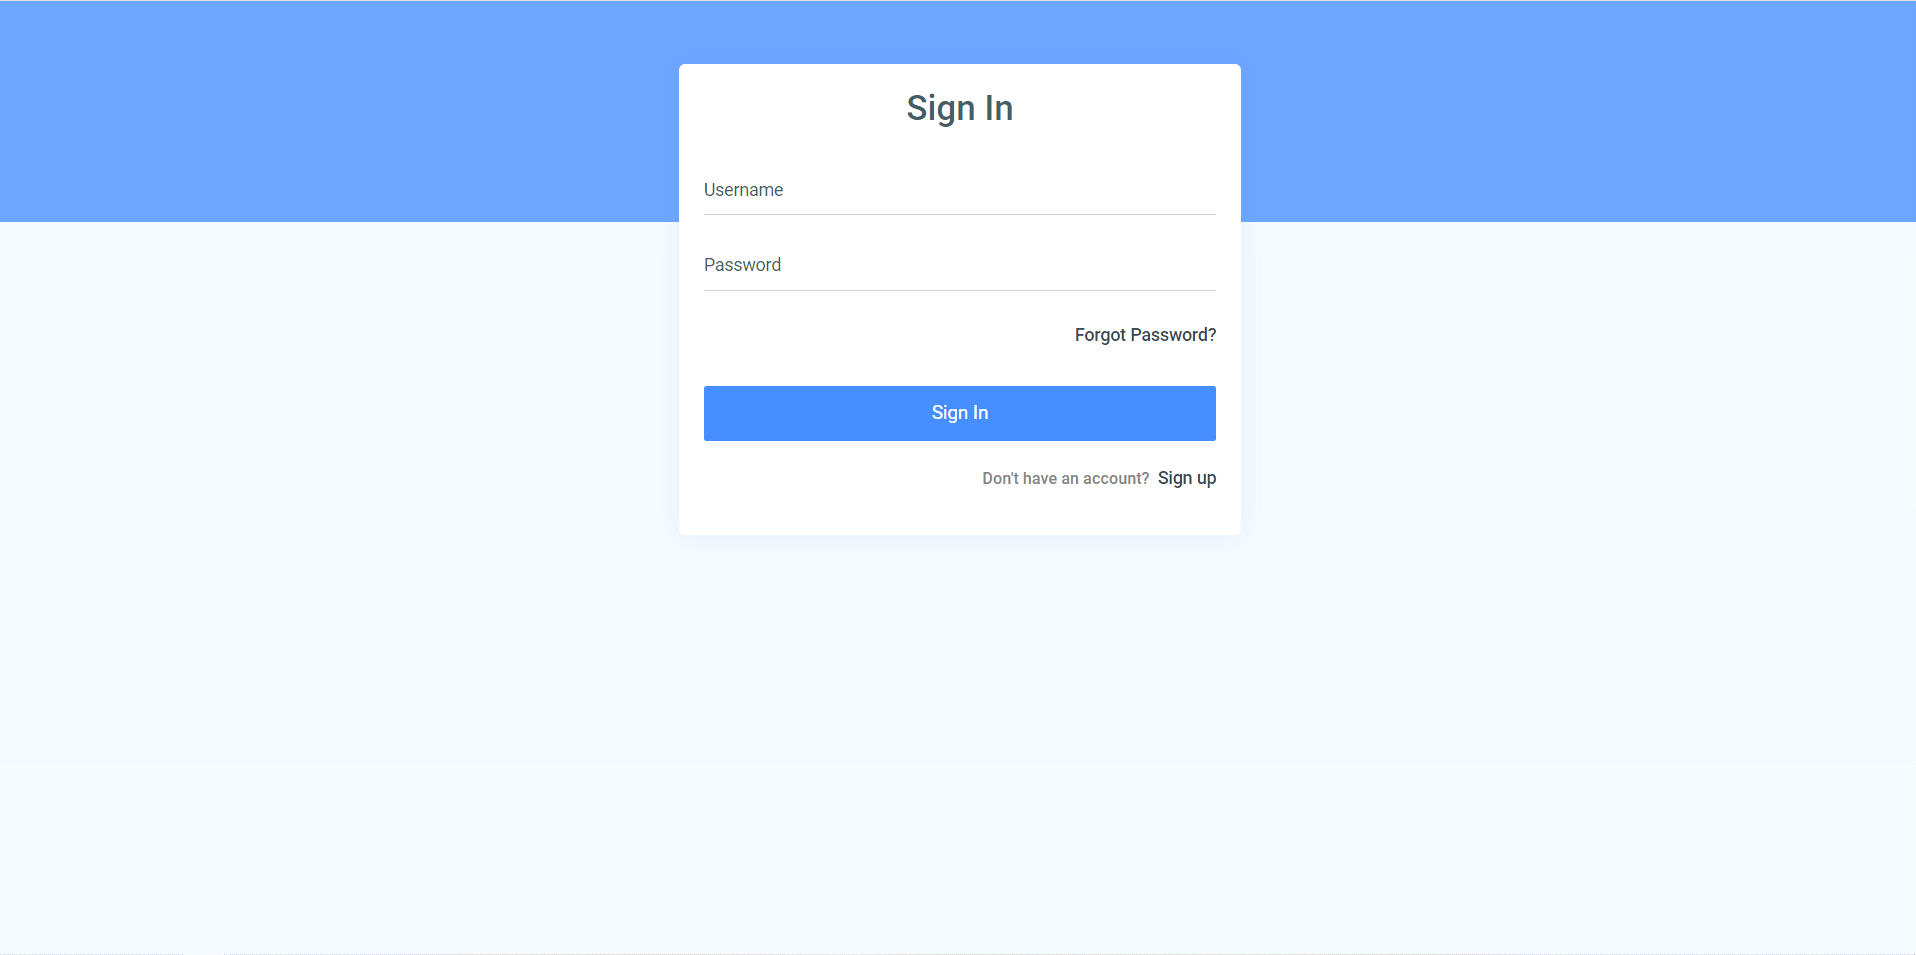 Sign In
Username
Password
Forgot Password?
Sign In
Don't have an account? Sign up